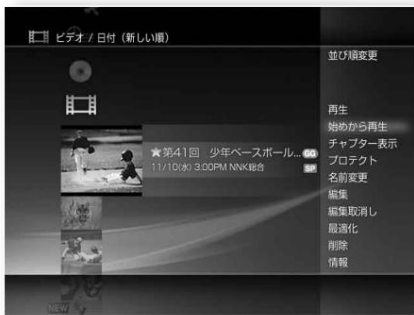 ビデオ / 日付（新しい順）
並び順変更
再生
始めから再生
チャプター表示
プロテクト
名前変更
編集
編集取消し
最適化
削除
情報
★第41回 少年ベースボール... GG
11/10(水) 3:00PM NNK総合 SP
NEW